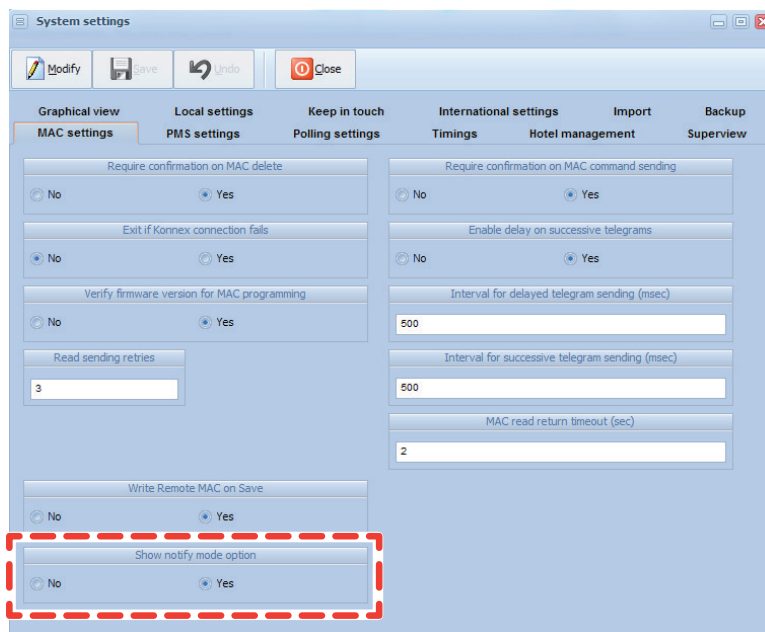 System settings
Modify Save Undo Close
Graphical view Local settings Keep in touch International settings Import Backup
MAC settings PMS settings Polling settings Timings Hotel management Superview
Require confirmation on MAC delete
No Yes
Require confirmation on MAC command sending
No Yes
Exit if Konnex connection fails
No Yes
Enable delay on successive telegrams
No Yes
Verify firmware version for MAC programming
No Yes
Interval for delayed telegram sending (msec)
500
Read sending retries
3
Interval for successive telegram sending (msec)
500
MAC read return timeout (sec)
2
Write Remote MAC on Save
No Yes
Show notify mode option
No Yes